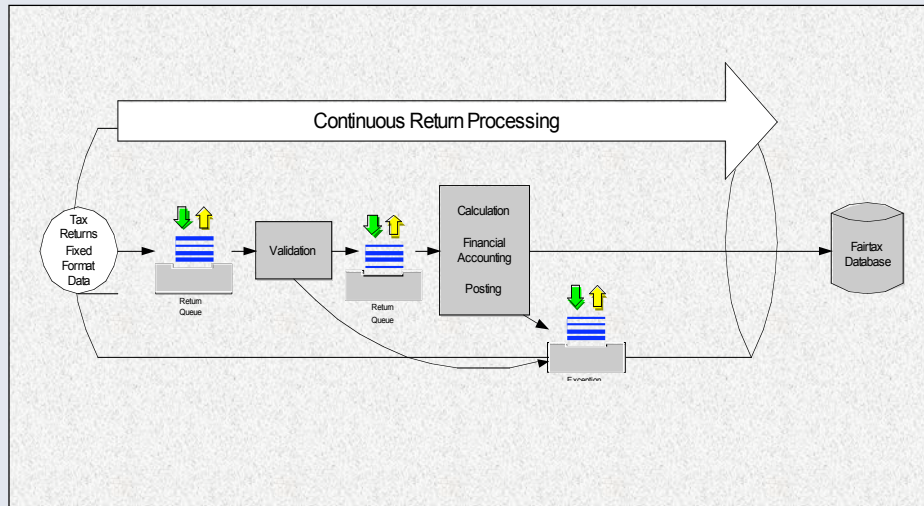 Continuous Return Processing
Tax
Returns
Fixed
Format
Data
Return
Queue
Validation
Return
Queue
Calculation
Financial
Accounting
Posting
Exception
Fairtax
Database